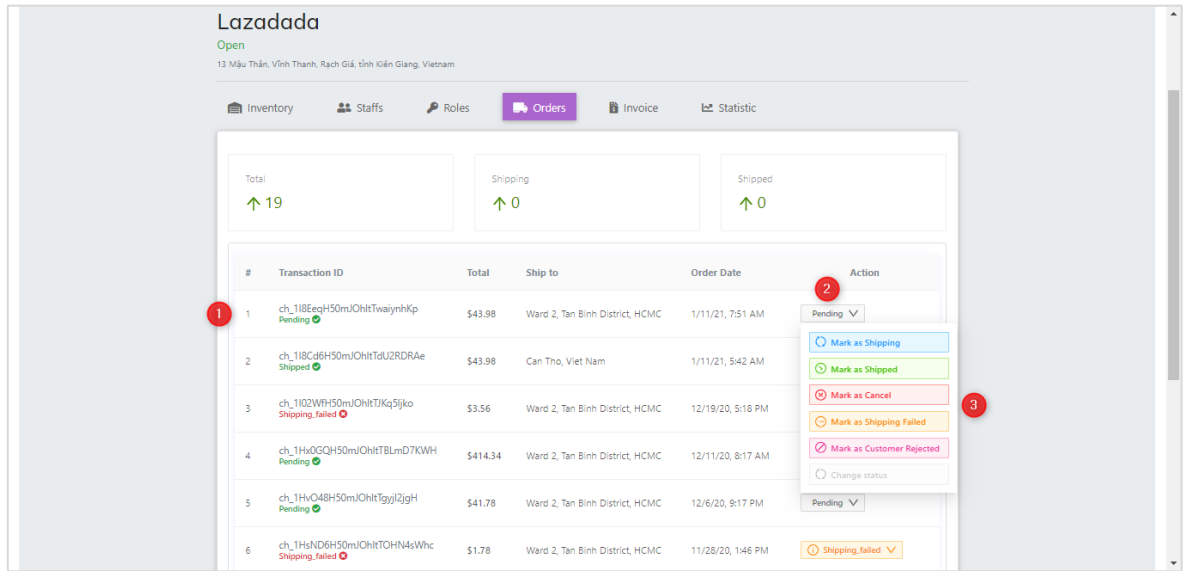 Lazadada
Open
13 Mậu Thân, Vĩnh Thanh, Rạch Giá, tỉnh Kiên Giang, Vietnam
Inventory Staffs Roles Orders Invoice Statistic
Total Shipping Shipped
19 0 0
# Transaction ID Total Ship to Order Date Action
2
1 1 ch_1I8EeqH50mJOhItTwaiynhKp $43.98 Ward 2, Tan Binh District, HCMC 1/11/21, 7:51 AM Pending
Pending
Mark as Shipping
2 ch_1I8Cd6H50mJOhItTdU2RDRAe $43.98 Can Tho, Viet Nam 1/11/21, 5:42 AM
Shipped
Mark as Shipped
Mark as Cancel
3 ch_1I02WfH50mJOhItTJKq5ljko $3.56 Ward 2, Tan Binh District, HCMC 12/19/20, 5:18 PM 3
Shipping_failed
Mark as Shipping Failed
Mark as Customer Rejected
4 ch_1Hx0GQH50mJOhItTBLmD7KWH $414.34 Ward 2, Tan Binh District, HCMC 12/11/20, 8:17 AM
Pending
Change status
5 ch_1HvO48H50mJOhItTgyjI2jgH $41.78 Ward 2, Tan Binh District, HCMC 12/6/20, 9:17 PM Pending
Pending
6 ch_1HsND6H50mJOhItTOHN4sWhc $1.78 Ward 2, Tan Binh District, HCMC 11/28/20, 1:46 PM Shipping_failed
Shipping_failed